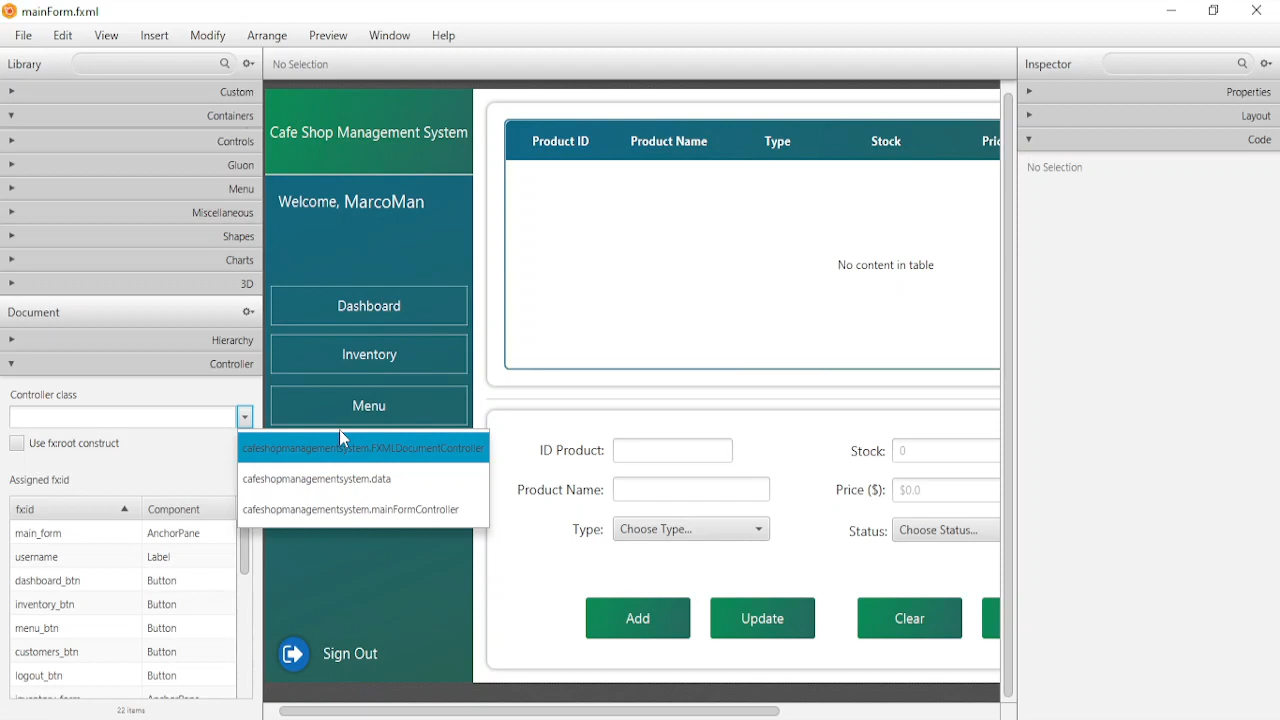 mainForm.fxml
File Edit View Insert Modify Arrange Preview Window Help
Library
Custom
Containers
Controls
Gluon
Menu
Miscellaneous
Shapes
Charts
3D
Document
Hierarchy
Controller
Controller class
Use fx:root construct
Assigned fx:id
fx:id Component
main_form AnchorPane
username Label
dashboard_btn Button
inventory_btn Button
menu_btn Button
customers_btn Button
logout_btn Button
inventory_form AnchorPane
22 items
cafeshopmanagementsystem.FXMLDocumentController
cafeshopmanagementsystem.data
cafeshopmanagementsystem.mainFormController
No Selection
Cafe Shop Management System
Welcome, MarcoMan
Dashboard
Inventory
Menu
Sign Out
Product ID Product Name Type Stock Pric
No content in table
ID Product:
Product Name:
Type: Choose Type...
Stock: 0
Price ($): $0.0
Status: Choose Status...
Add Update Clear
Inspector
Properties
Layout
Code
No Selection